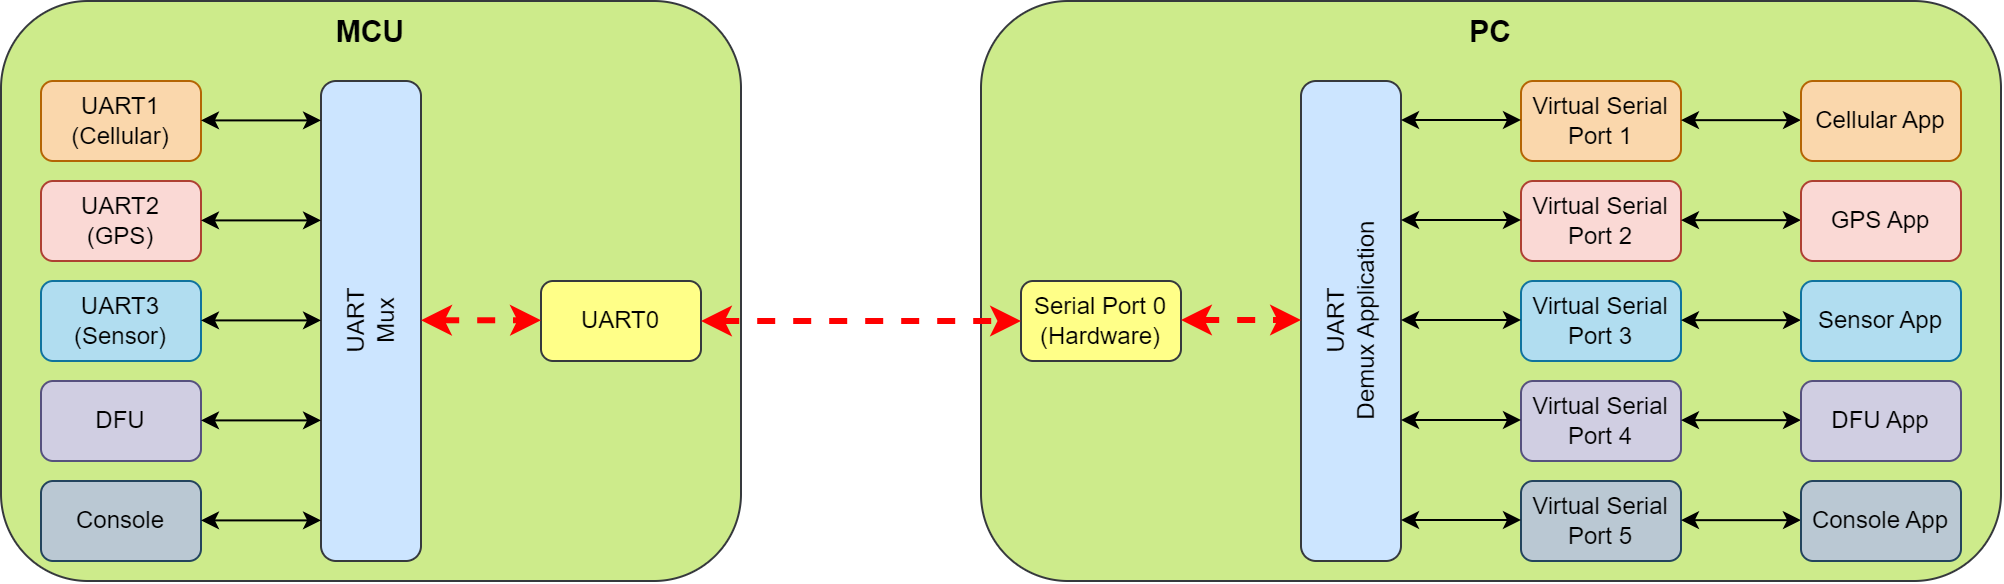 MCU
UART1
(Cellular)
UART2
(GPS)
UART3
(Sensor)
DFU
Console
UART
Mux
UART0
PC
Serial Port 0
(Hardware)
UART
Demux Application
Virtual Serial
Port 1
Cellular App
Virtual Serial
Port 2
GPS App
Virtual Serial
Port 3
Sensor App
Virtual Serial
Port 4
DFU App
Virtual Serial
Port 5
Console App